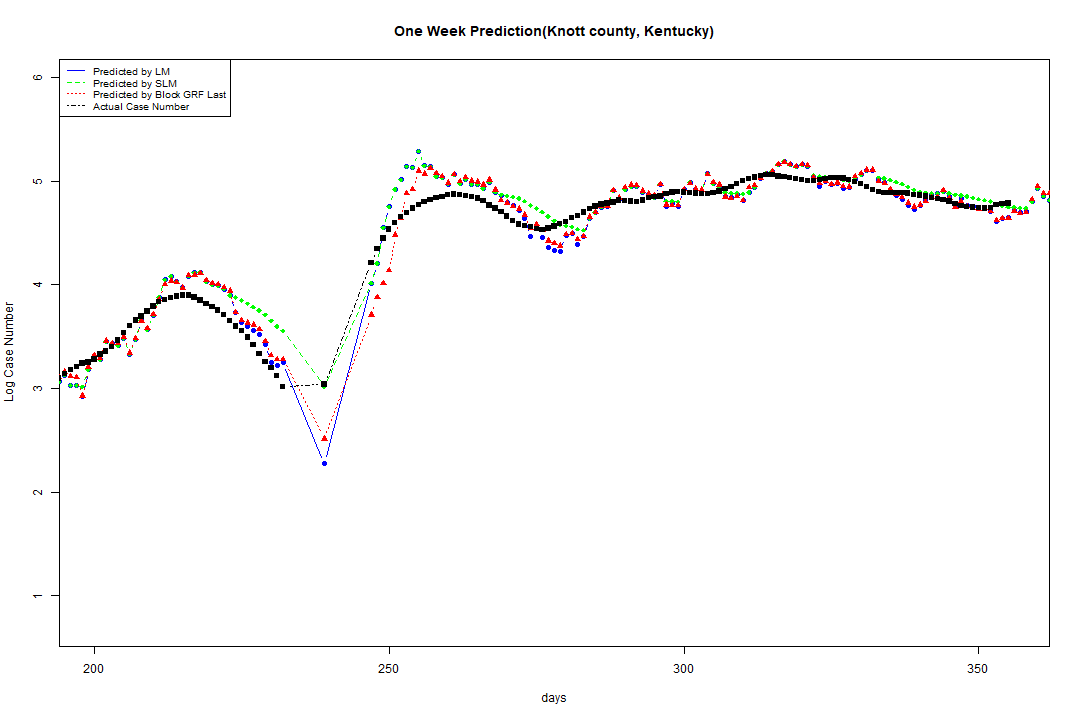 One Week Prediction(Knott county, Kentucky)
Predicted by LM
Predicted by SLM
Predicted by Block GRF Last
Actual Case Number
6
5
4
3
2
1
Log Case Number
200 250 300 350
days